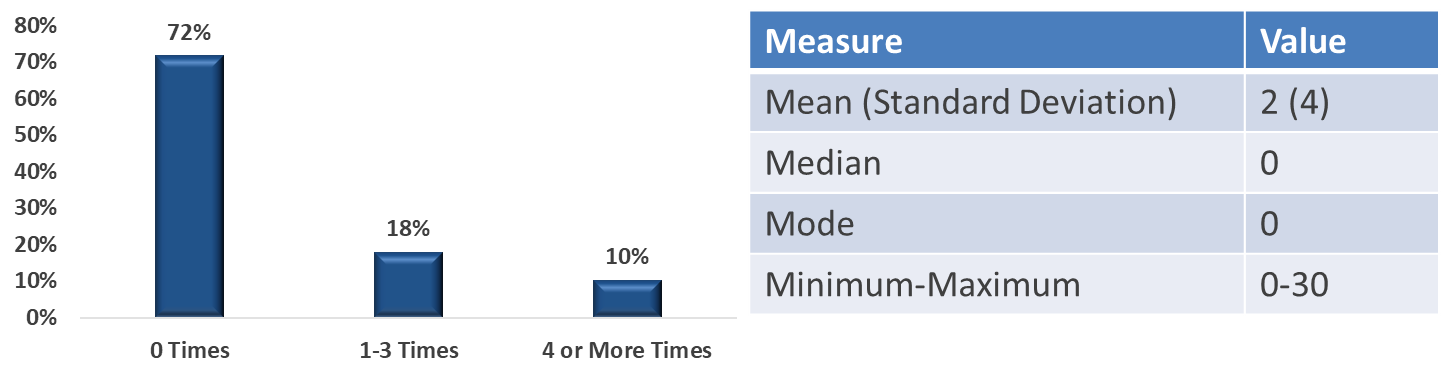 80%
70%
60%
50%
40%
30%
20%
10%
0%
72%
18%
10%
0 Times
1-3 Times
4 or More Times
Measure Value
Mean (Standard Deviation) 2 (4)
Median 0
Mode 0
Minimum-Maximum 0-30